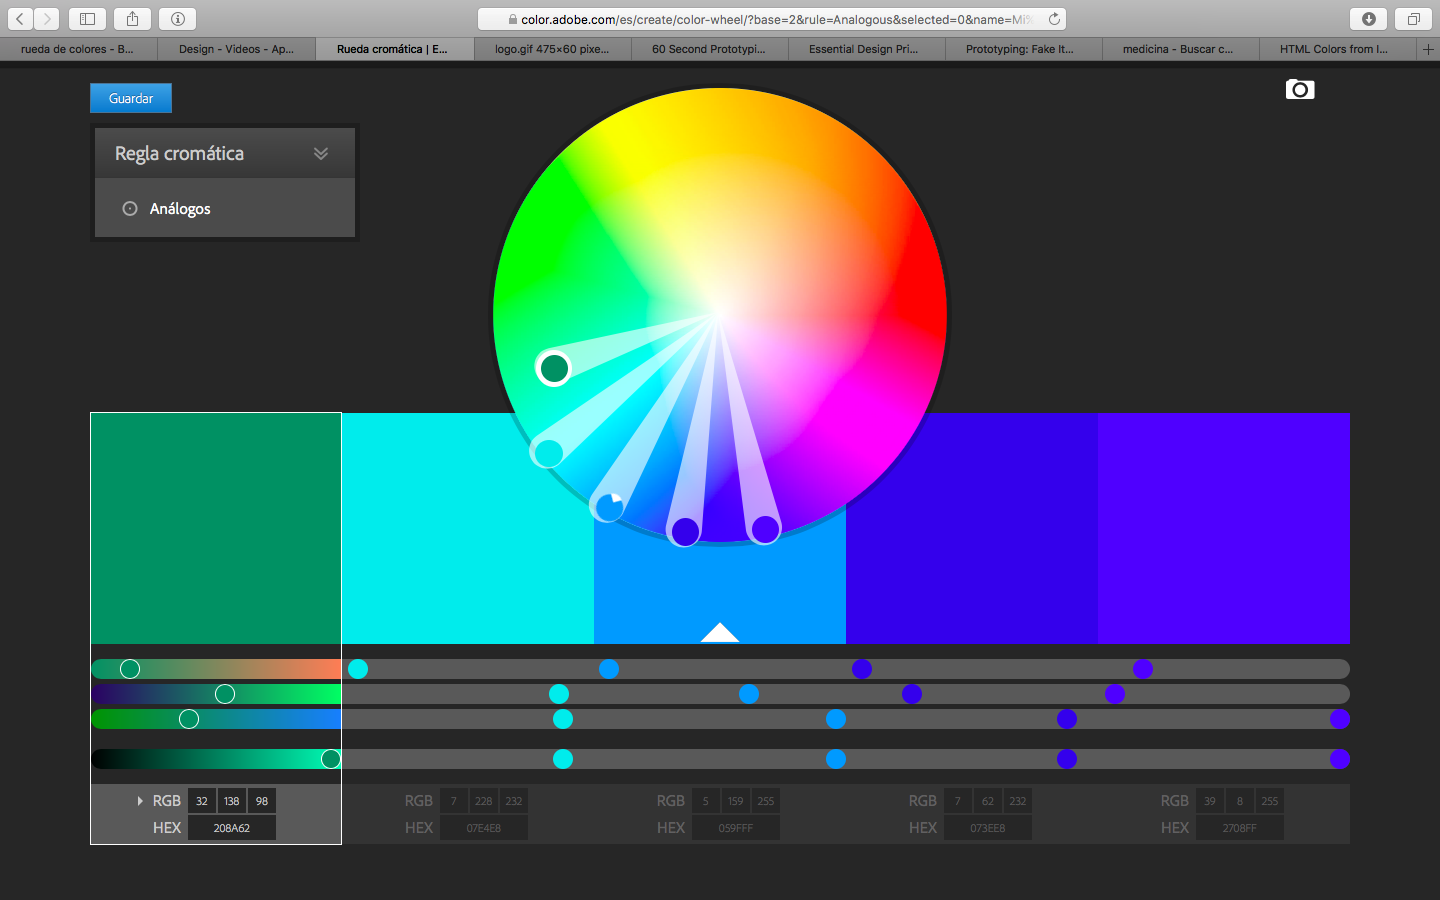 color.adobe.com/es/create/color-wheel/?base=2&rule=Analogous&selected=0&name=Mi%
rueda de colores - B...
Design - Videos - Ap...
Rueda cromática | E...
logo.gif 475×60 pixe...
60 Second Prototypi...
Essential Design Pri...
Prototyping: Fake It...
medicina - Buscar c...
HTML Colors from I...
Guardar
Regla cromática
Análogos
RGB 32 138 98
HEX 208A62
RGB 7 228 232
HEX 07E4E8
RGB 5 159 255
HEX 059FFF
RGB 7 62 232
HEX 073EE8
RGB 39 8 255
HEX 2708FF